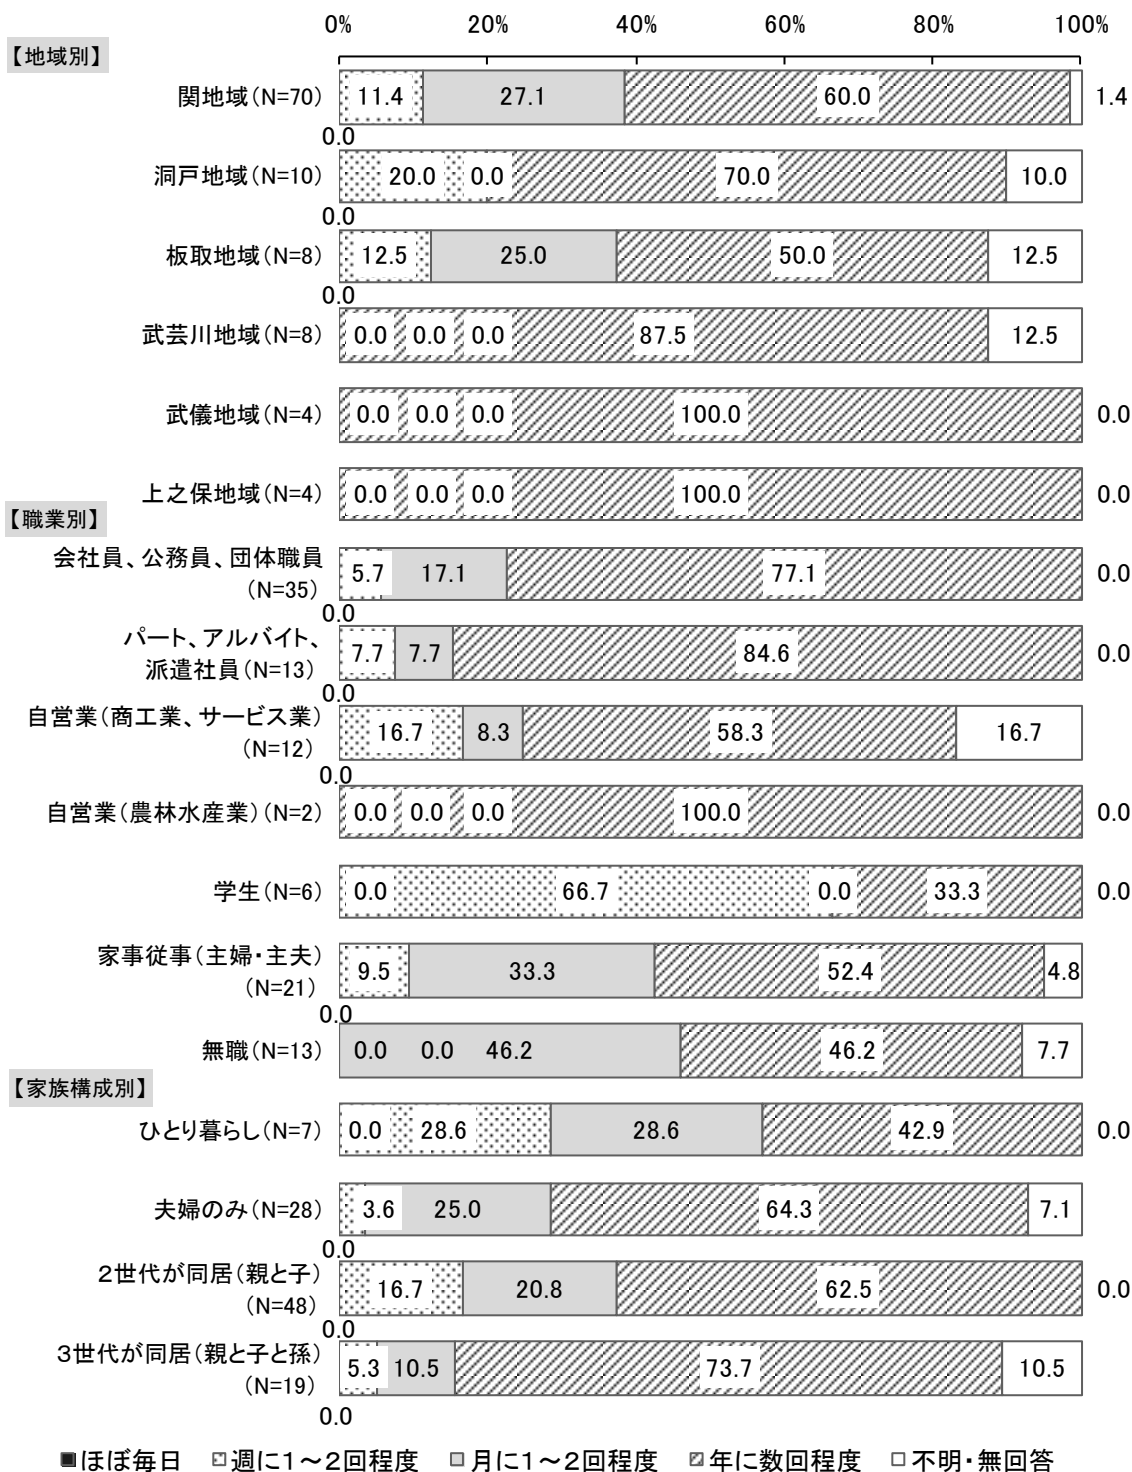 0% 20% 40% 60% 80% 100%
【地域別】
関地域(N=70) 11.4 27.1 60.0 1.4
0.0
洞戸地域(N=10) 20.0 0.0 70.0 10.0
0.0
板取地域(N=8) 12.5 25.0 50.0 12.5
0.0
武芸川地域(N=8) 0.0 0.0 0.0 87.5 12.5
武儀地域(N=4) 0.0 0.0 0.0 100.0 0.0
上之保地域(N=4) 0.0 0.0 0.0 100.0 0.0
【職業別】
会社員、公務員、団体職員
(N=35) 5.7 17.1 77.1 0.0
0.0
パート、アルバイト、
派遣社員(N=13) 7.7 7.7 84.6 0.0
0.0
自営業(商工業、サービス業)
(N=12) 16.7 8.3 58.3 16.7
0.0
自営業(農林水産業)(N=2) 0.0 0.0 0.0 100.0 0.0
学生(N=6) 0.0 66.7 0.0 33.3 0.0
家事従事(主婦・主夫)
(N=21) 9.5 33.3 52.4 4.8
0.0
無職(N=13) 0.0 0.0 46.2 46.2 7.7
【家族構成別】
ひとり暮らし(N=7) 0.0 28.6 28.6 42.9 0.0
夫婦のみ(N=28) 3.6 25.0 64.3 7.1
0.0
2世代が同居(親と子)
(N=48) 16.7 20.8 62.5 0.0
0.0
3世代が同居(親と子と孫)
(N=19) 5.3 10.5 73.7 10.5
0.0
ほぼ毎日 週に1～2回程度 月に1～2回程度 年に数回程度 不明・無回答